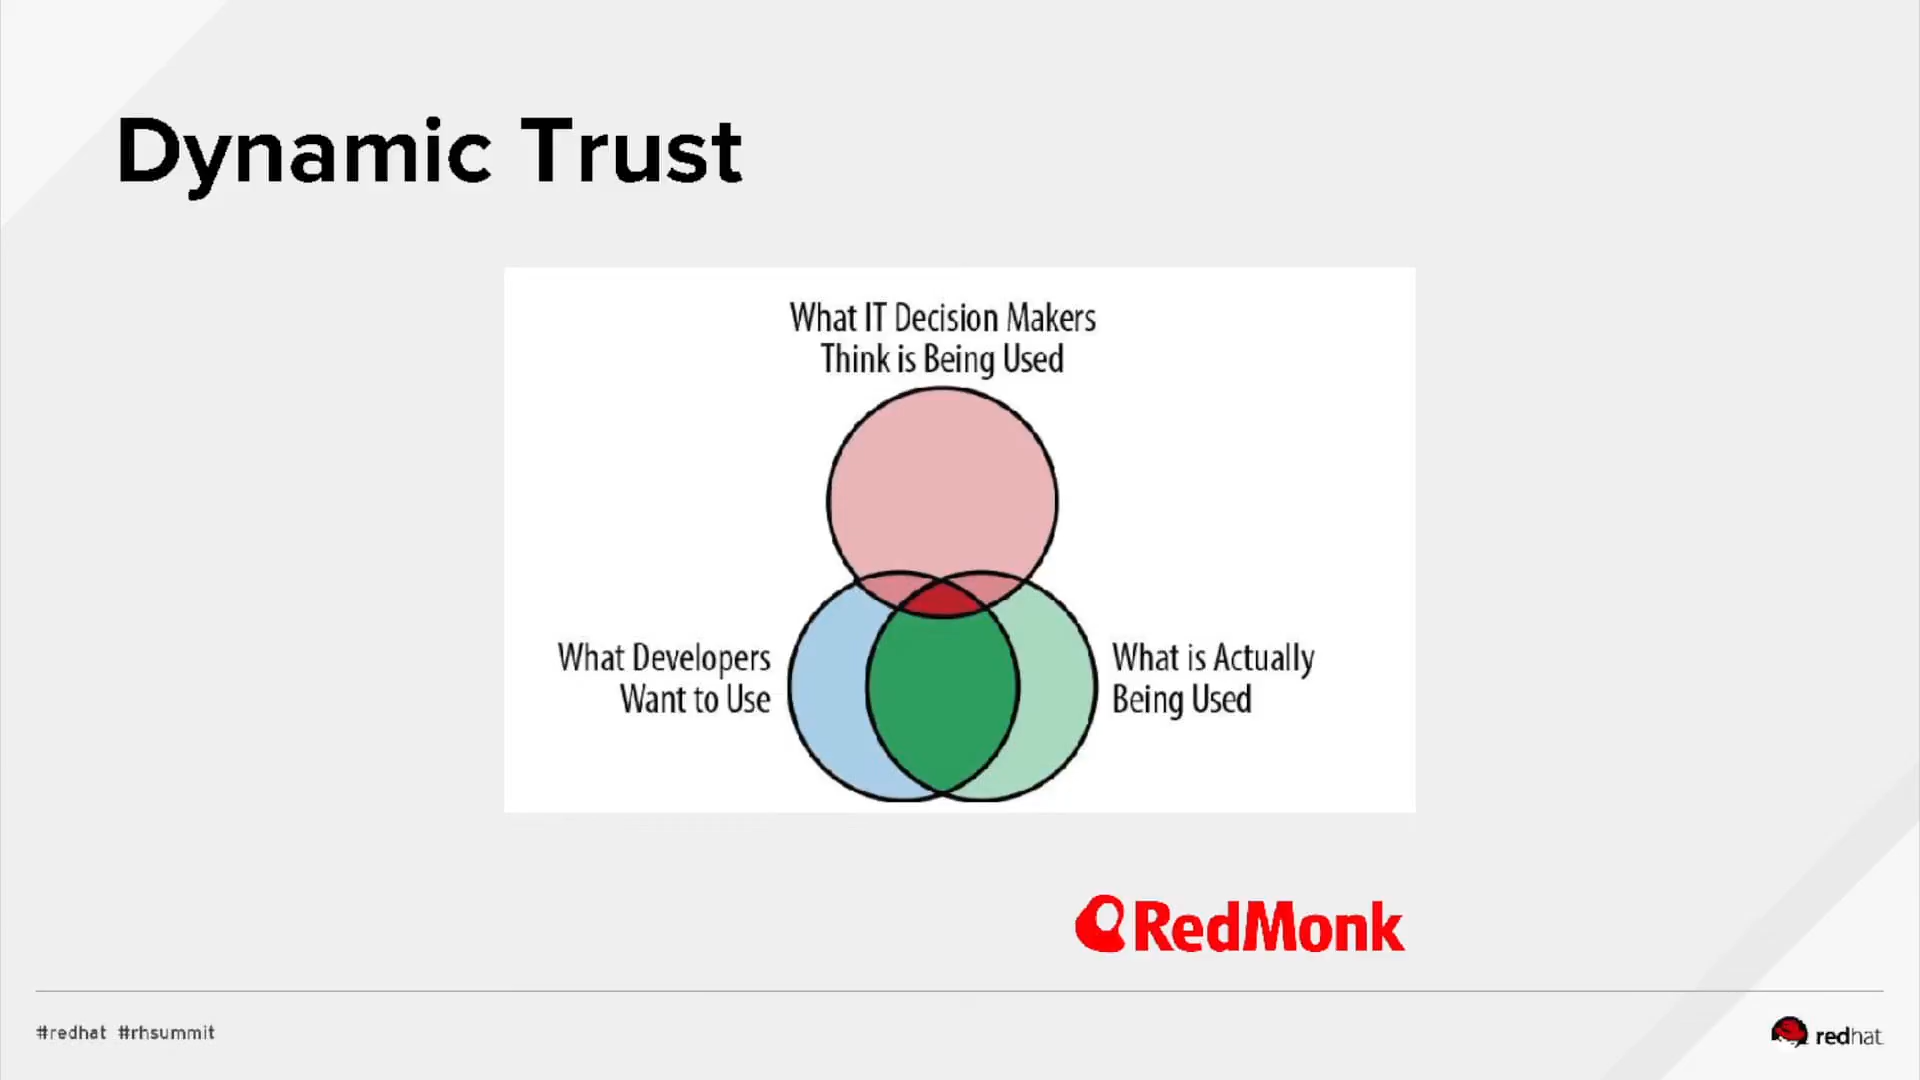 Dynamic Trust
What IT Decision Makers
Think is Being Used
What Developers
Want to Use
What is Actually
Being Used
RedMonk
#redhat #rhsummit
redhat